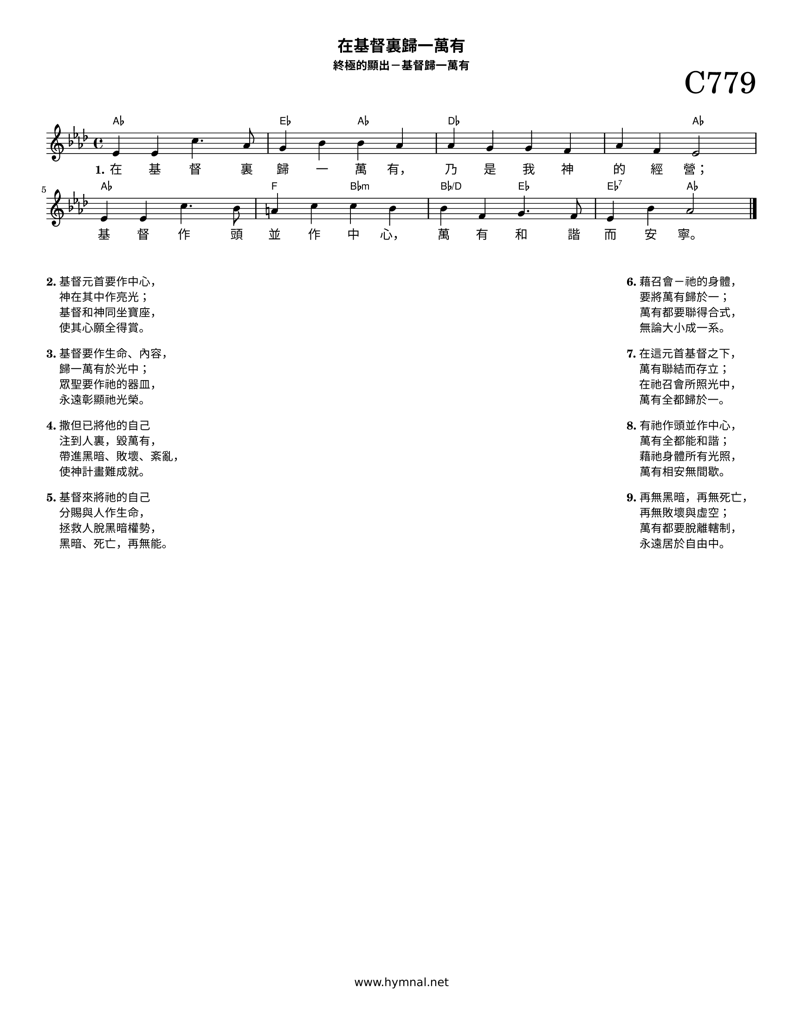 在基督裏歸一萬有
終極的顯出－基督歸一萬有
C779
A♭ E♭ A♭ D♭ A♭
1. 在 基 督 裏 歸 一 萬 有， 乃 是 我 神 的 經 營；
5 A♭ F B♭m B♭/D E♭ E♭7 A♭
基 督 作 頭 並 作 中 心， 萬 有 和 諧 而 安 寧。
2. 基督元首要作中心，
神在其中作亮光；
基督和神同坐寶座，
使其心願全得賞。
3. 基督要作生命、內容，
歸一萬有於光中；
眾聖要作祂的器皿，
永遠彰顯祂光榮。
4. 撒但已將他的自己
注到人裏，毀萬有，
帶進黑暗、敗壞、紊亂，
使神計畫難成就。
5. 基督來將祂的自己
分賜與人作生命，
拯救人脫黑暗權勢，
黑暗、死亡，再無能。
6. 藉召會－祂的身體，
要將萬有歸於一；
萬有都要聯得合式，
無論大小成一系。
7. 在這元首基督之下，
萬有聯結而存立；
在祂召會所照光中，
萬有全都歸於一。
8. 有祂作頭並作中心，
萬有全都能和諧；
藉祂身體所有光照，
萬有相安無間歇。
9. 再無黑暗，再無死亡，
再無敗壞與虛空；
萬有都要脫離轄制，
永遠居於自由中。
www.hymnal.net